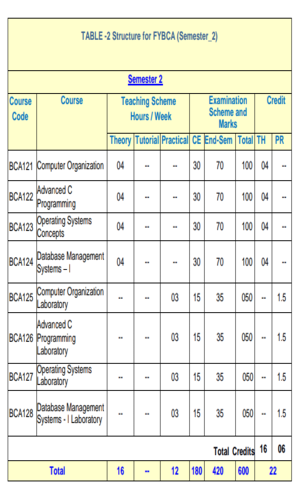 TABLE -2 Structure for FYBCA (Semester_2)
Semester 2
Course Code Course Teaching Scheme Hours / Week Examination Scheme and Marks Credit
Theory Tutorial Practical CE End-Sem Total TH PR
BCA121 Computer Organization 04 -- -- 30 70 100 04 --
BCA122 Advanced C Programming 04 -- -- 30 70 100 04 --
BCA123 Operating Systems Concepts 04 -- -- 30 70 100 04 --
BCA124 Database Management Systems – I 04 -- -- 30 70 100 04 --
BCA125 Computer Organization Laboratory -- -- 03 15 35 050 -- 1.5
BCA126 Advanced C Programming Laboratory -- -- 03 15 35 050 -- 1.5
BCA127 Operating Systems Laboratory -- -- 03 15 35 050 -- 1.5
BCA128 Database Management Systems - I Laboratory -- -- 03 15 35 050 -- 1.5
Total Credits 16 06
Total 16 -- 12 180 420 600 22